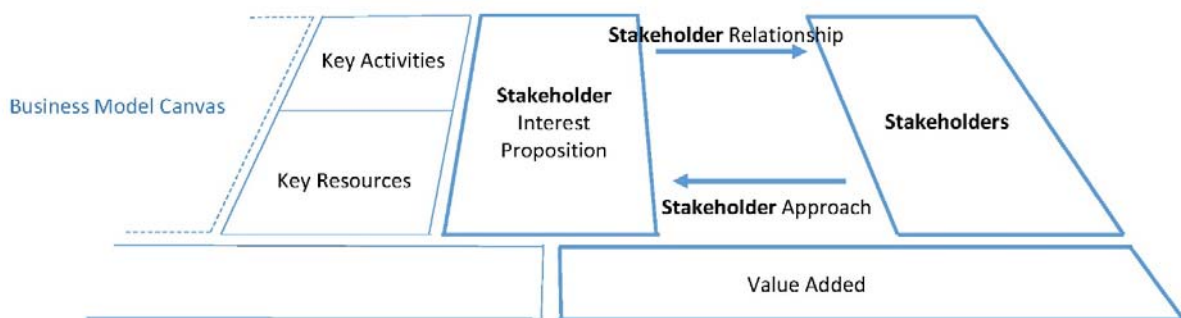 Stakeholder Relationship
Key Activities
Business Model Canvas
Stakeholder
Interest
Proposition
Stakeholders
Key Resources
Stakeholder Approach
Value Added